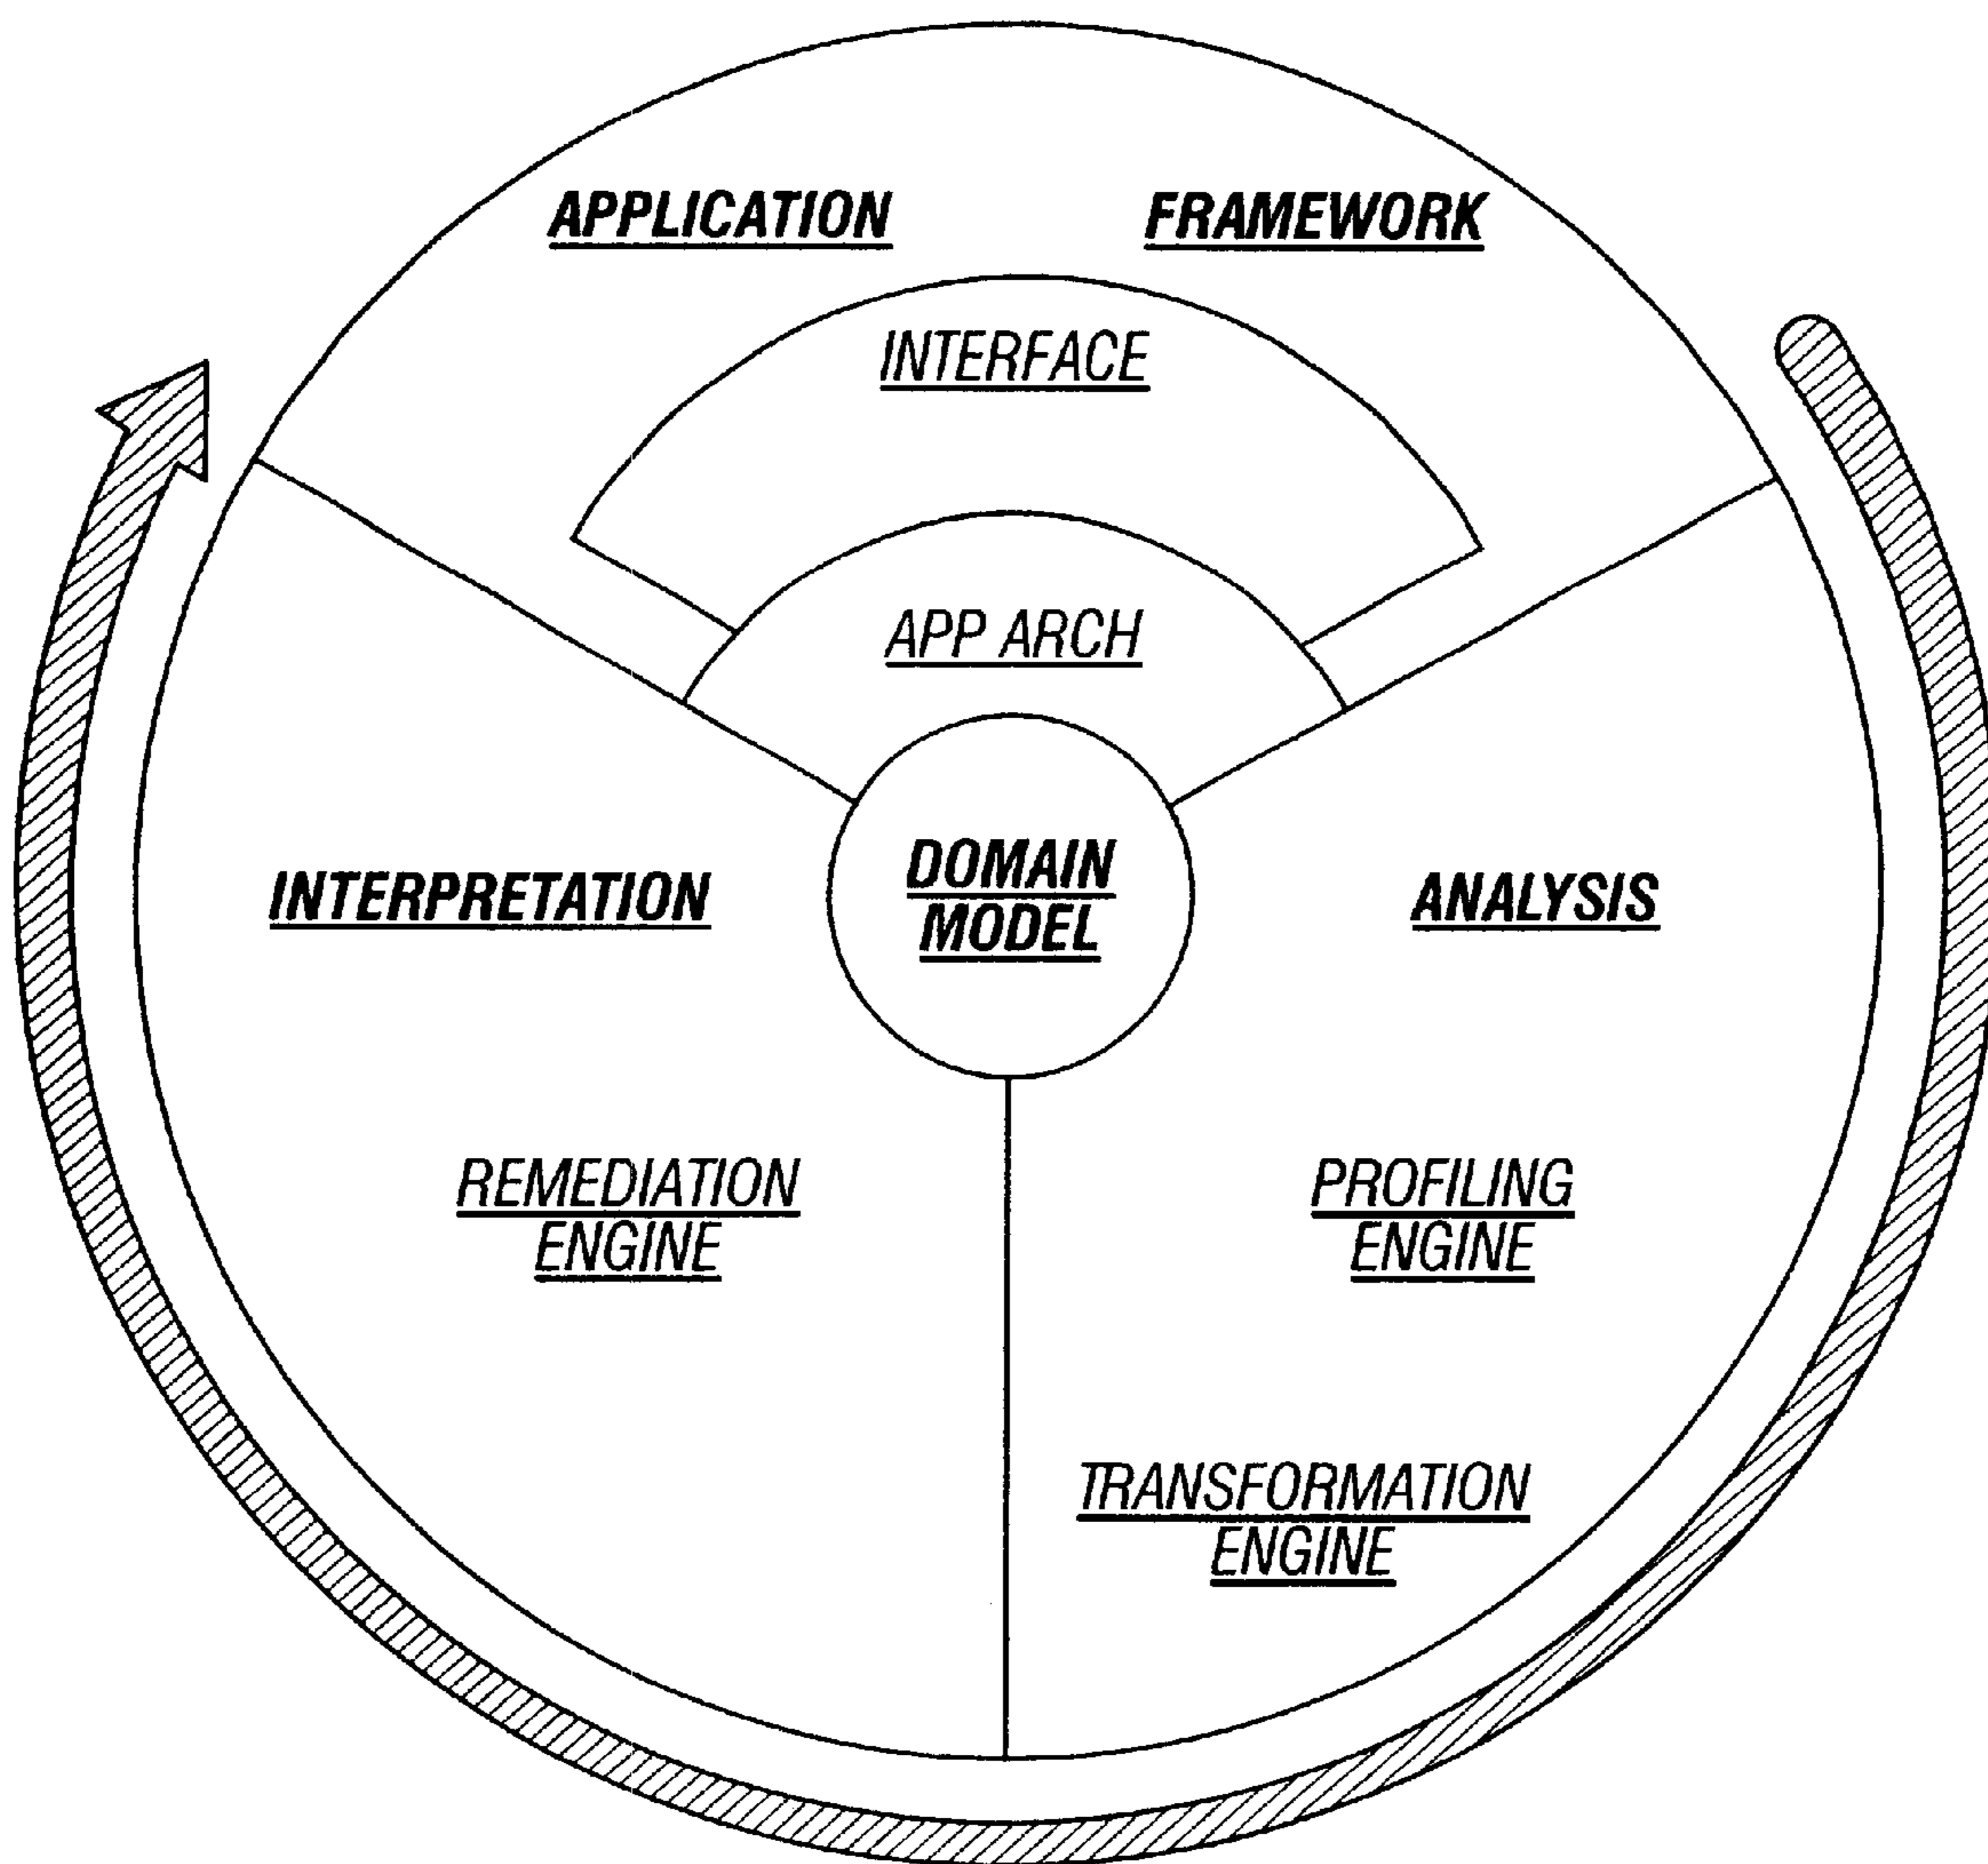 APPLICATION FRAMEWORK
INTERFACE
APP ARCH
DOMAIN
MODEL
INTERPRETATION
ANALYSIS
REMEDIATION
ENGINE
PROFILING
ENGINE
TRANSFORMATION
ENGINE